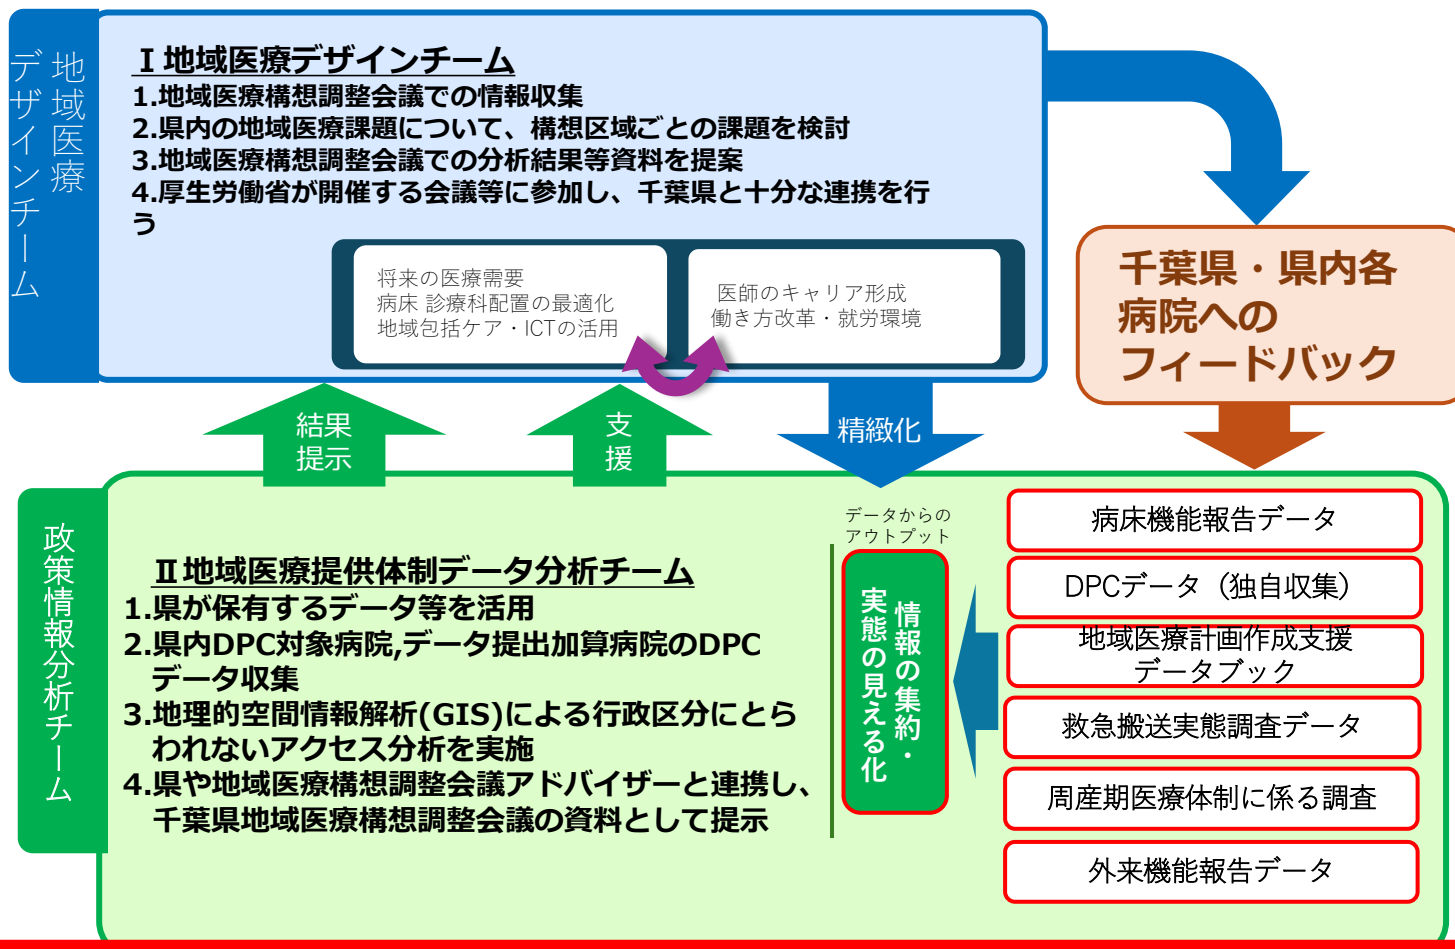 地域医療
デザインチーム
Ⅰ地域医療デザインチーム
1.地域医療構想調整会議での情報収集
2.県内の地域医療課題について、構想区域ごとの課題を検討
3.地域医療構想調整会議での分析結果等資料を提案
4.厚生労働省が開催する会議等に参加し、千葉県と十分な連携を行
う
将来の医療需要
病床 診療科配置の最適化
地域包括ケア・ICTの活用
医師のキャリア形成
働き方改革・就労環境
千葉県・県内各
病院への
フィードバック
結果
提示
支
援
精緻化
政策情報分析チーム
Ⅱ地域医療提供体制データ分析チーム
1.県が保有するデータ等を活用
2.県内DPC対象病院,データ提出加算病院のDPC
データ収集
3.地理的空間情報解析(GIS)による行政区分にとら
われないアクセス分析を実施
4.県や地域医療構想調整会議アドバイザーと連携し、
千葉県地域医療構想調整会議の資料として提示
データからの
アウトプット
情報の集約・
実態の見える化
病床機能報告データ
DPCデータ（独自収集）
地域医療計画作成支援
データブック
救急搬送実態調査データ
周産期医療体制に係る調査
外来機能報告データ